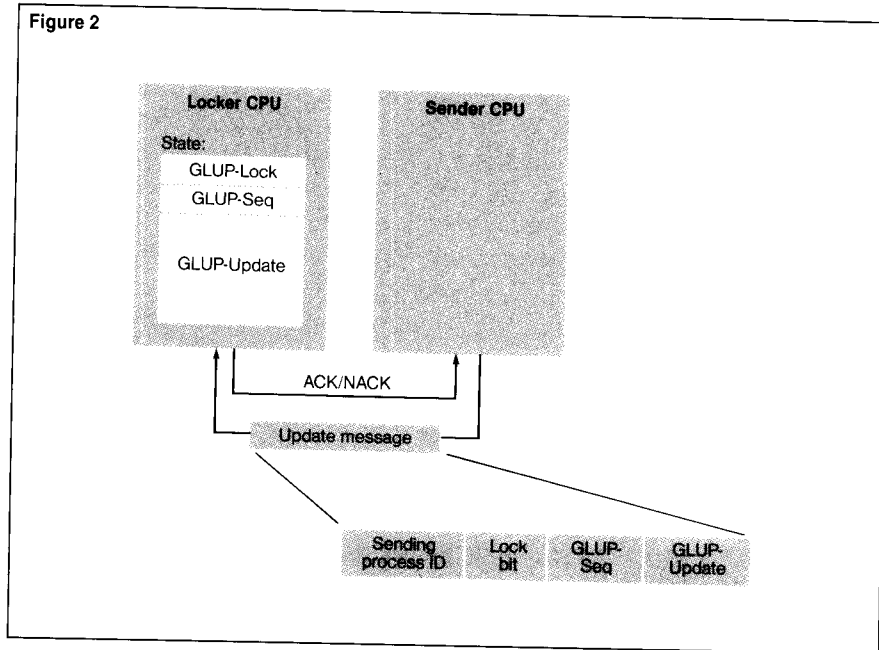 Figure 2
Locker CPU
Sender CPU
State:
GLUP-Lock
GLUP-Seq
GLUP-Update
ACK/NACK
Update message
Sending
process ID
Lock
bit
GLUP-
Seq
GLUP-
Update